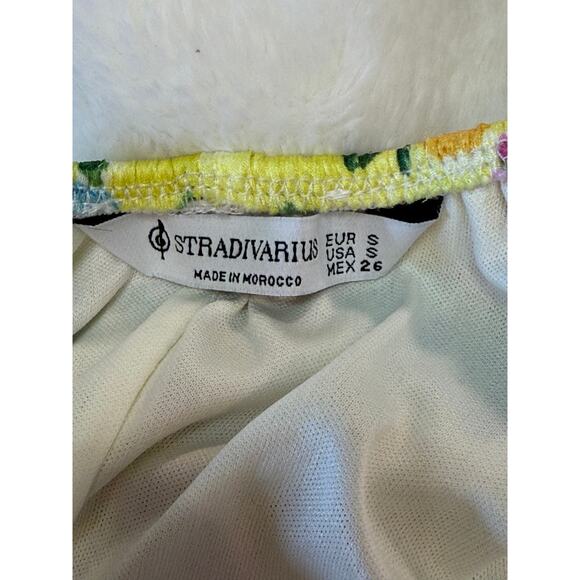 STRADIVARIUS
MADE IN MOROCCO
EUR S
USA S
MEX 26